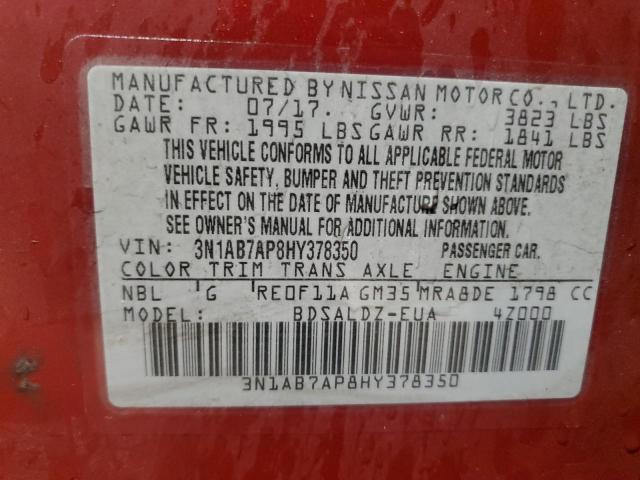 MANUFACTURED BY NISSAN MOTOR CO., LTD.
DATE: 07/17. GVWR: 3823 LBS
GAWR FR: 1995 LBS GAWR RR: 1841 LBS
THIS VEHICLE CONFORMS TO ALL APPLICABLE FEDERAL MOTOR
VEHICLE SAFETY, BUMPER AND THEFT PREVENTION STANDARDS
IN EFFECT ON THE DATE OF MANUFACTURE SHOWN ABOVE.
SEE OWNER'S MANUAL FOR ADDITIONAL INFORMATION.
VIN: 3N1AB7AP8HY378350 PASSENGER CAR.
COLOR TRIM TRANS AXLE ENGINE
NBL G RE0F11A GM35 MRA8DE 1798 CC
MODEL: BDSALDZ-EUA 4Z000
3N1AB7AP8HY378350